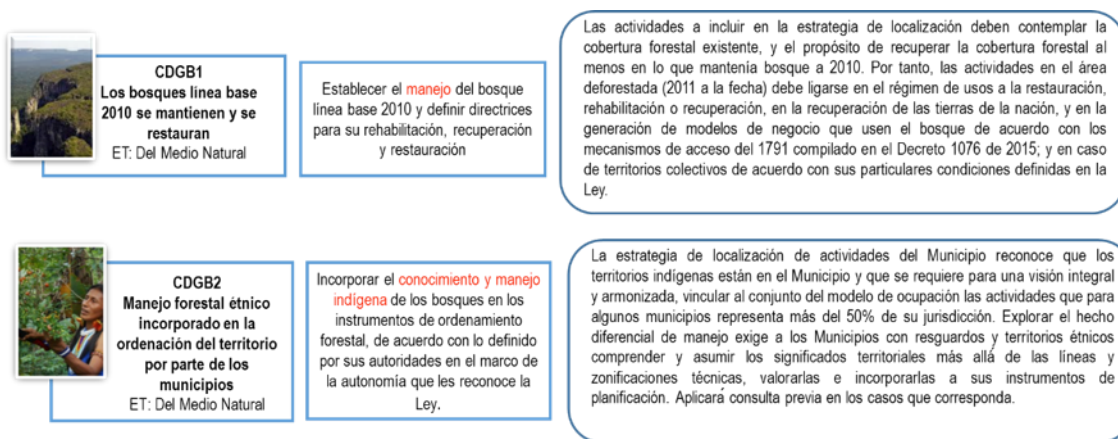 CDGB1
Los bosques línea base
2010 se mantienen y se
restauran
ET: Del Medio Natural
Establecer el manejo del bosque
línea base 2010 y definir directrices
para su rehabilitación, recuperación
y restauración
Las actividades a incluir en la estrategia de localización deben contemplar la
cobertura forestal existente, y el propósito de recuperar la cobertura forestal al
menos en lo que mantenía bosque a 2010. Por tanto, las actividades en el área
deforestada (2011 a la fecha) debe ligarse en el régimen de usos a la restauración,
rehabilitación o recuperación, en la recuperación de las tierras de la nación, y en la
generación de modelos de negocio que usen el bosque de acuerdo con los
mecanismos de acceso del 1791 compilado en el Decreto 1076 de 2015; y en caso
de territorios colectivos de acuerdo con sus particulares condiciones definidas en la
Ley.
CDGB2
Manejo forestal étnico
incorporado en la
ordenación del territorio
por parte de los
municipios
ET: Del Medio Natural
Incorporar el conocimiento y manejo
indígena de los bosques en los
instrumentos de ordenamiento
forestal, de acuerdo con lo definido
por sus autoridades en el marco de
la autonomía que les reconoce la
Ley.
La estrategia de localización de actividades del Municipio reconoce que los
territorios indígenas están en el Municipio y que se requiere para una visión integral
y armonizada, vincular al conjunto del modelo de ocupación las actividades que para
algunos municipios representa más del 50% de su jurisdicción. Explorar el hecho
diferencial de manejo exige a los Municipios con resguardos y territorios étnicos
comprender y asumir los significados territoriales más allá de las líneas y
zonificaciones técnicas, valorarlas e incorporarlas a sus instrumentos de
planificación. Aplicará consulta previa en los casos que corresponda.